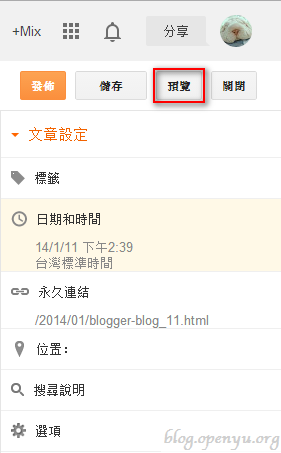 +Mix 分享
發佈 儲存 預覽 關閉
文章設定
標籤
日期和時間
14/1/11 下午2:39
台灣標準時間
永久連結
/2014/01/blogger-blog_11.html
位置：
搜尋說明
選項
blog.openyu.org